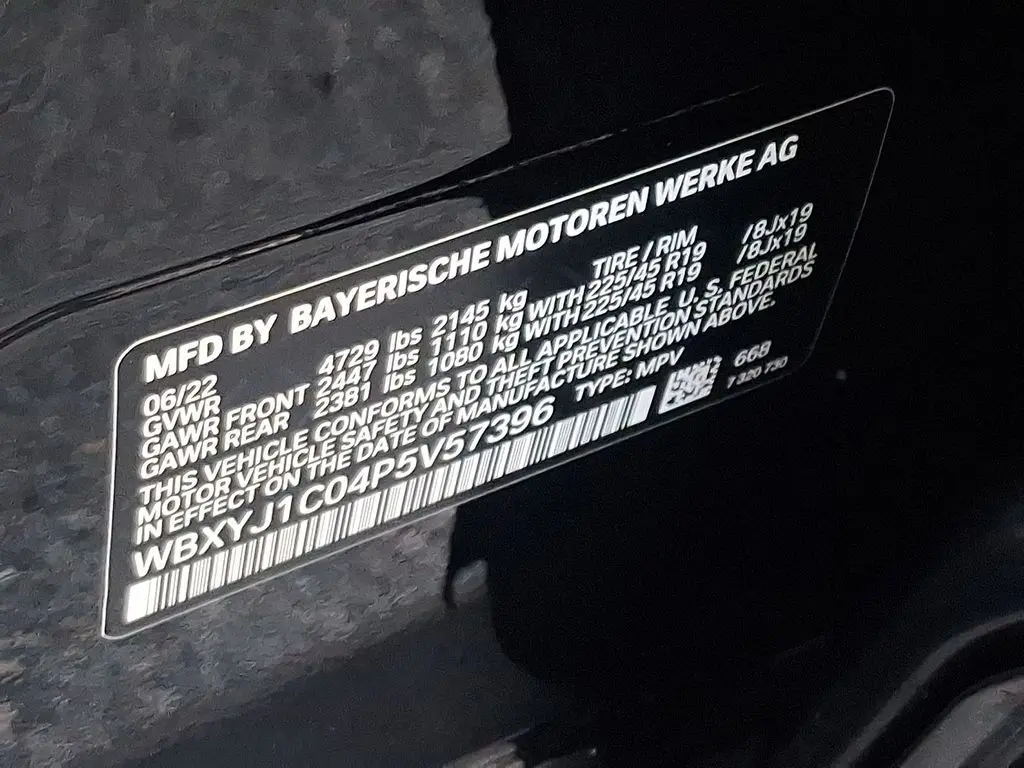 MFD BY BAYERISCHE MOTOREN WERKE AG
06/22 TIRE / RIM
GVWR 4729 lbs 2145 kg
GAWR FRONT 2447 lbs 1110 kg WITH 225/45 R19 /8Jx19
GAWR REAR 2381 lbs 1080 kg WITH 225/45 R19 /8Jx19
THIS VEHICLE CONFORMS TO ALL APPLICABLE U. S. FEDERAL
MOTOR VEHICLE SAFETY AND THEFT PREVENTION STANDARDS
IN EFFECT ON THE DATE OF MANUFACTURE SHOWN ABOVE.
WBXYJ1C04P5V57396 TYPE: MPV 668
7 320 730